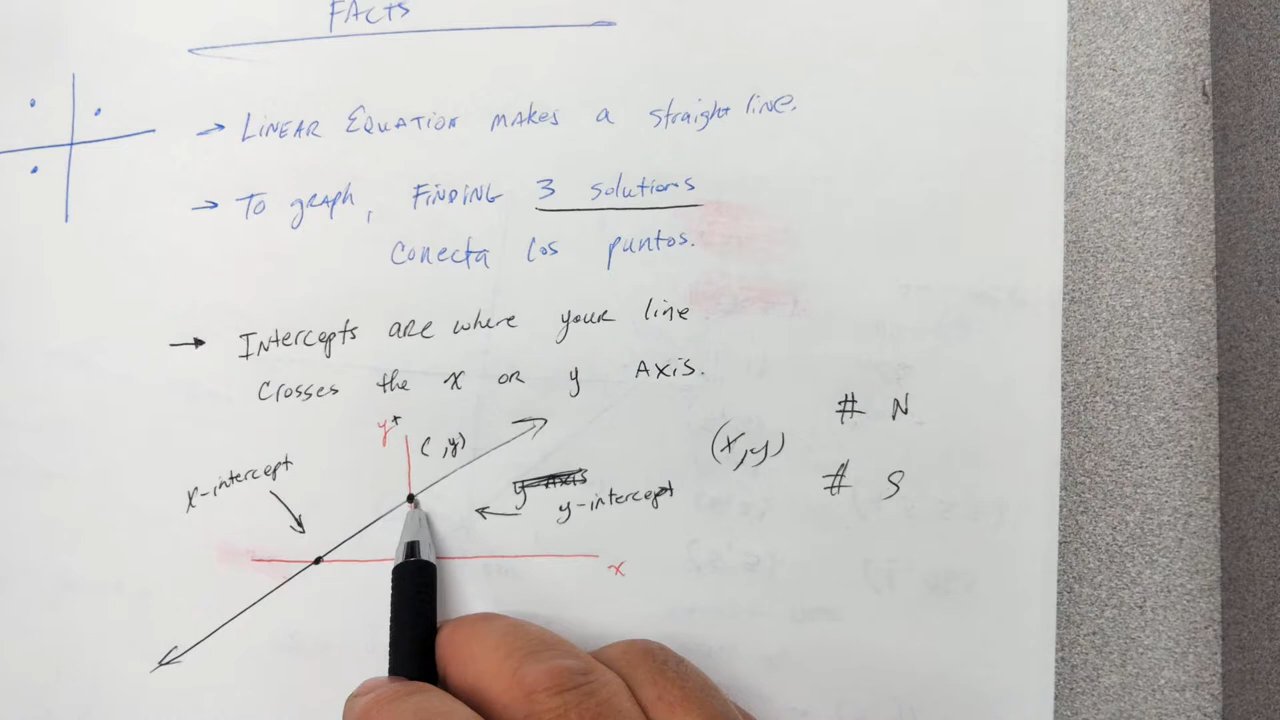 FACTS
→ LINEAR EQUATION MAKES a straight line.
→ To graph, FINDING 3 solutions
Conecta los puntos.
→ Intercepts are where your line
Crosses the x or y Axis.
y+
( ,y)
x-intercept
y-Axis
y-intercept
x
(x,y)
# N
# S